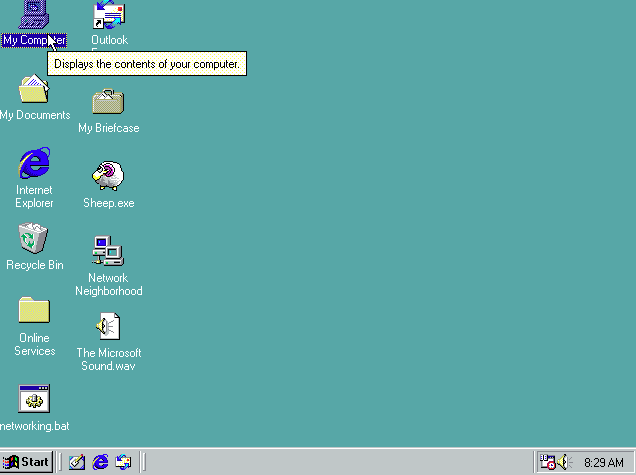 My Computer
Outlook
Displays the contents of your computer.
My Documents
My Briefcase
Internet
Explorer
Sheep.exe
Recycle Bin
Network
Neighborhood
Online
Services
The Microsoft
Sound.wav
networking.bat
Start
8:29 AM